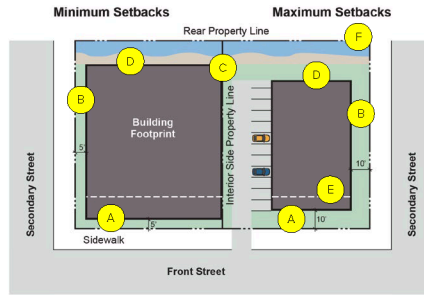 Minimum Setbacks
Maximum Setbacks
Rear Property Line
F
D
C
D
B
B
Building
Footprint
Interior Side Property Line
5'
10'
E
A
A
5'
10'
Sidewalk
Secondary Street
Secondary Street
Front Street